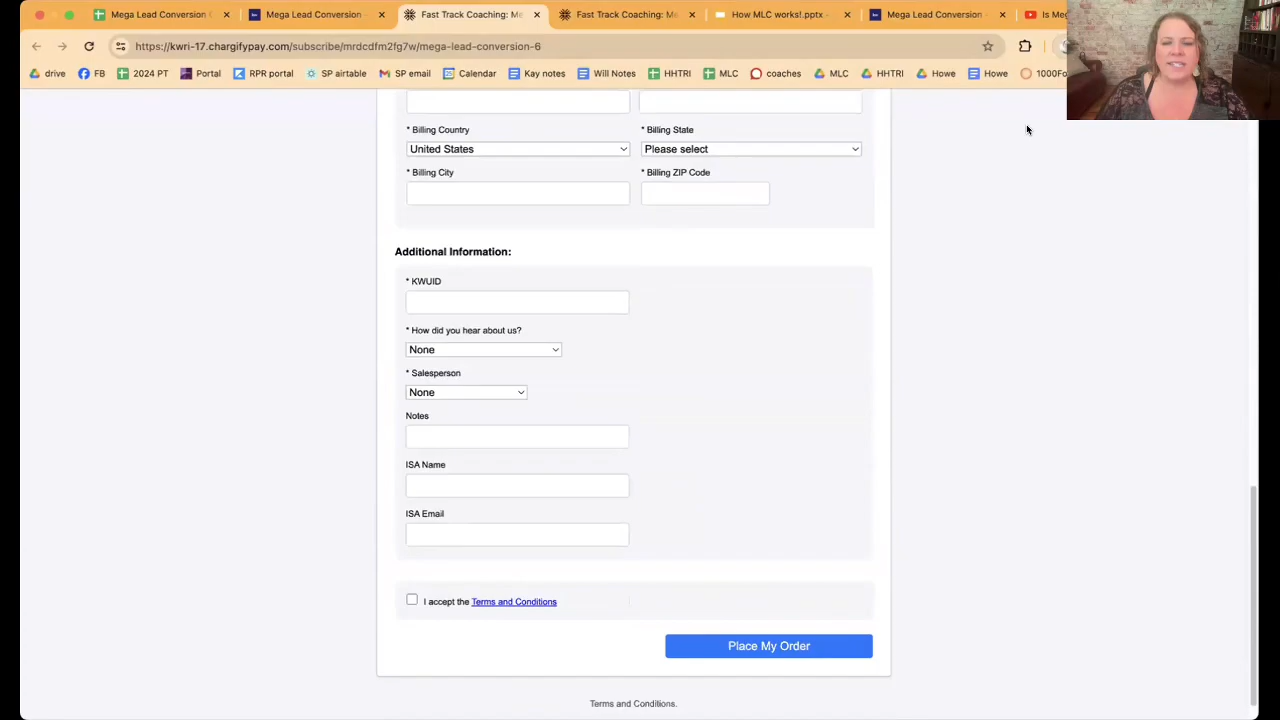 Mega Lead Conversion (
Mega Lead Conversion -
Fast Track Coaching: Me
Fast Track Coaching: Me
How MLC works!.pptx -
Mega Lead Conversion -
Is Meg
https://kwri-17.chargifypay.com/subscribe/mrdcdfm2fg7w/mega-lead-conversion-6
drive
FB
2024 PT
Portal
RPR portal
SP airtable
SP email
Calendar
Kay notes
Will Notes
HHTRI
MLC
coaches
MLC
HHTRI
Howe
Howe
1000Fo
* Billing Country
* Billing State
United States
Please select
* Billing City
* Billing ZIP Code
Additional Information:
* KWUID
* How did you hear about us?
None
* Salesperson
None
Notes
ISA Name
ISA Email
I accept the Terms and Conditions
Place My Order
Terms and Conditions.